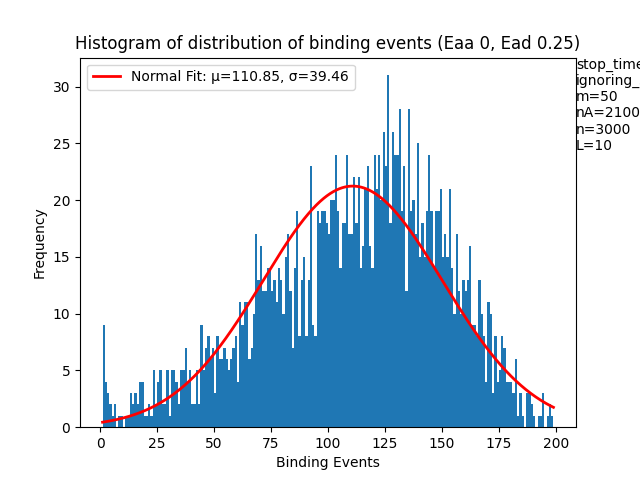 Histogram of distribution of binding events (Eaa 0, Ead 0.25)
Normal Fit: μ=110.85, σ=39.46
stop_time
ignoring_
m=50
nA=2100
n=3000
L=10
Frequency
30
25
20
15
10
5
0
0 25 50 75 100 125 150 175 200
Binding Events